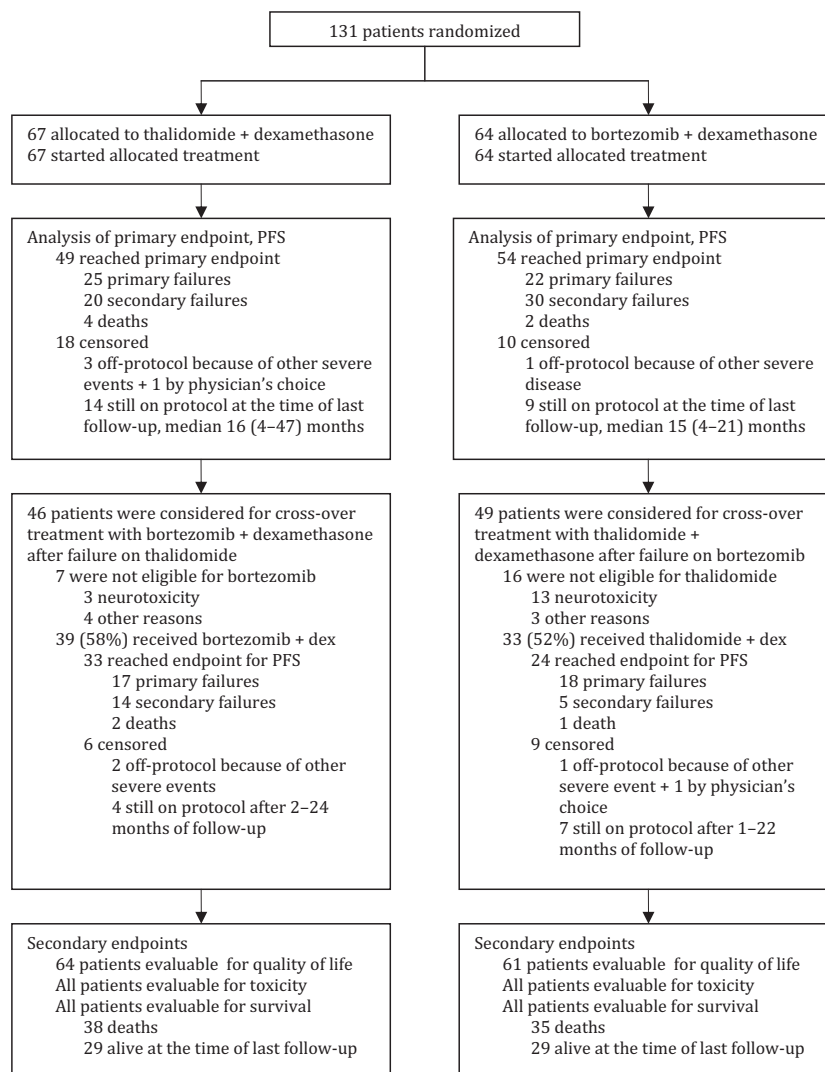 131 patients randomized
67 allocated to thalidomide + dexamethasone
67 started allocated treatment
64 allocated to bortezomib + dexamethasone
64 started allocated treatment
Analysis of primary endpoint, PFS
49 reached primary endpoint
25 primary failures
20 secondary failures
4 deaths
18 censored
3 off-protocol because of other severe
events + 1 by physician's choice
14 still on protocol at the time of last
follow-up, median 16 (4–47) months
Analysis of primary endpoint, PFS
54 reached primary endpoint
22 primary failures
30 secondary failures
2 deaths
10 censored
1 off-protocol because of other severe
disease
9 still on protocol at the time of last
follow-up, median 15 (4–21) months
46 patients were considered for cross-over
treatment with bortezomib + dexamethasone
after failure on thalidomide
7 were not eligible for bortezomib
3 neurotoxicity
4 other reasons
39 (58%) received bortezomib + dex
33 reached endpoint for PFS
17 primary failures
14 secondary failures
2 deaths
6 censored
2 off-protocol because of other
severe events
4 still on protocol after 2–24
months of follow-up
49 patients were considered for cross-over
treatment with thalidomide +
dexamethasone after failure on bortezomib
16 were not eligible for thalidomide
13 neurotoxicity
3 other reasons
33 (52%) received thalidomide + dex
24 reached endpoint for PFS
18 primary failures
5 secondary failures
1 death
9 censored
1 off-protocol because of other
severe event + 1 by physician's
choice
7 still on protocol after 1–22
months of follow-up
Secondary endpoints
64 patients evaluable for quality of life
All patients evaluable for toxicity
All patients evaluable for survival
38 deaths
29 alive at the time of last follow-up
Secondary endpoints
61 patients evaluable for quality of life
All patients evaluable for toxicity
All patients evaluable for survival
35 deaths
29 alive at the time of last follow-up